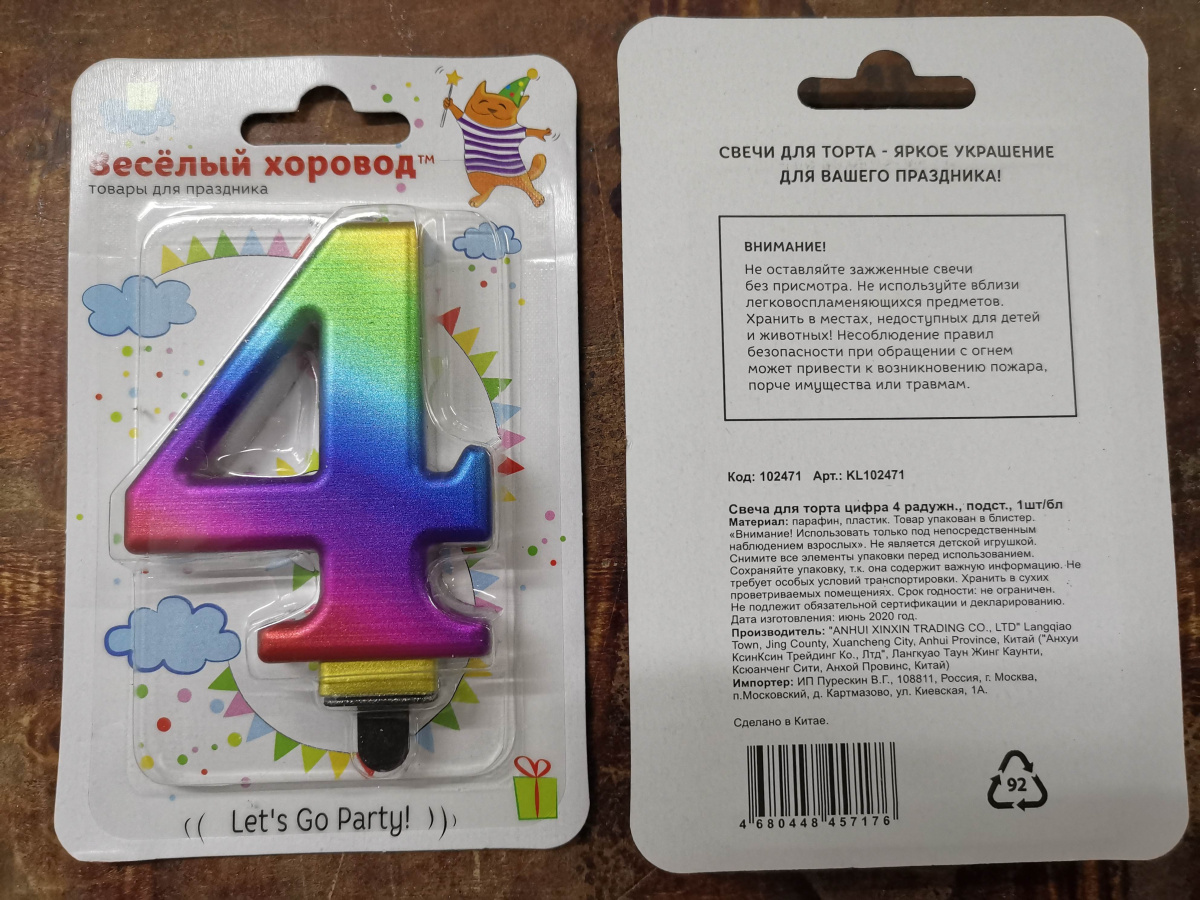 Весёлый хоровод™
товары для праздника
4
Let's Go Party!
СВЕЧИ ДЛЯ ТОРТА - ЯРКОЕ УКРАШЕНИЕ
ДЛЯ ВАШЕГО ПРАЗДНИКА!
ВНИМАНИЕ!
Не оставляйте зажженные свечи
без присмотра. Не используйте вблизи
легковоспламеняющихся предметов.
Хранить в местах, недоступных для детей
и животных! Несоблюдение правил
безопасности при обращении с огнем
может привести к возникновению пожара,
порче имущества или травмам.
Код: 102471 Арт.: KL102471
Свеча для торта цифра 4 радужн., подст., 1шт/бл
Материал: парафин, пластик. Товар упакован в блистер.
«Внимание! Использовать только под непосредственным
наблюдением взрослых». Не является детской игрушкой.
Снимите все элементы упаковки перед использованием.
Сохраняйте упаковку, т.к. она содержит важную информацию. Не
требует особых условий транспортировки. Хранить в сухих
проветриваемых помещениях. Срок годности: не ограничен.
Не подлежит обязательной сертификации и декларированию.
Дата изготовления: июнь 2020 год.
Производитель: "ANHUI XINXIN TRADING CO., LTD" Langqiao
Town, Jing County, Xuancheng City, Anhui Province, Китай ("Анхуи
КсинКсин Трейдинг Ко., Лтд", Лангкуао Таун Жинг Каунти,
Ксюанченг Сити, Анхой Провинс, Китай)
Импортер: ИП Пурескин В.Г., 108811, Россия, г. Москва,
п.Московский, д. Картмазово, ул. Киевская, 1А.
Сделано в Китае.
4 680448 457176
92